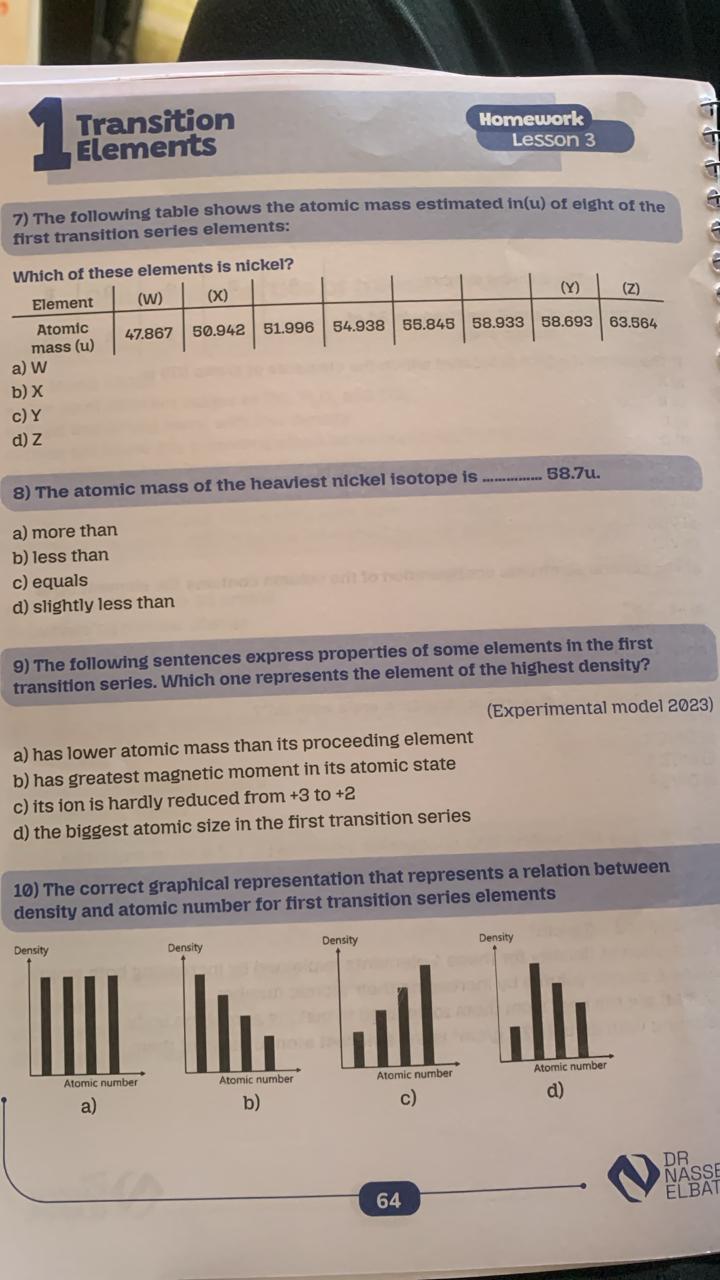 1 Transition
Elements
Homework
Lesson 3
7) The following table shows the atomic mass estimated in(u) of eight of the
first transition series elements:
Which of these elements is nickel?
Element (W) (X) (Y) (Z)
Atomic
mass (u) 47.867 50.942 51.996 54.938 55.845 58.933 58.693 63.564
a) W
b) X
c) Y
d) Z
8) The atomic mass of the heaviest nickel isotope is .............. 58.7u.
a) more than
b) less than
c) equals
d) slightly less than
9) The following sentences express properties of some elements in the first
transition series. Which one represents the element of the highest density?
(Experimental model 2023)
a) has lower atomic mass than its proceeding element
b) has greatest magnetic moment in its atomic state
c) its ion is hardly reduced from +3 to +2
d) the biggest atomic size in the first transition series
10) The correct graphical representation that represents a relation between
density and atomic number for first transition series elements
Density Density Density Density
Atomic number Atomic number Atomic number Atomic number
a) b) c) d)
64
DR
NASSE
ELBAT